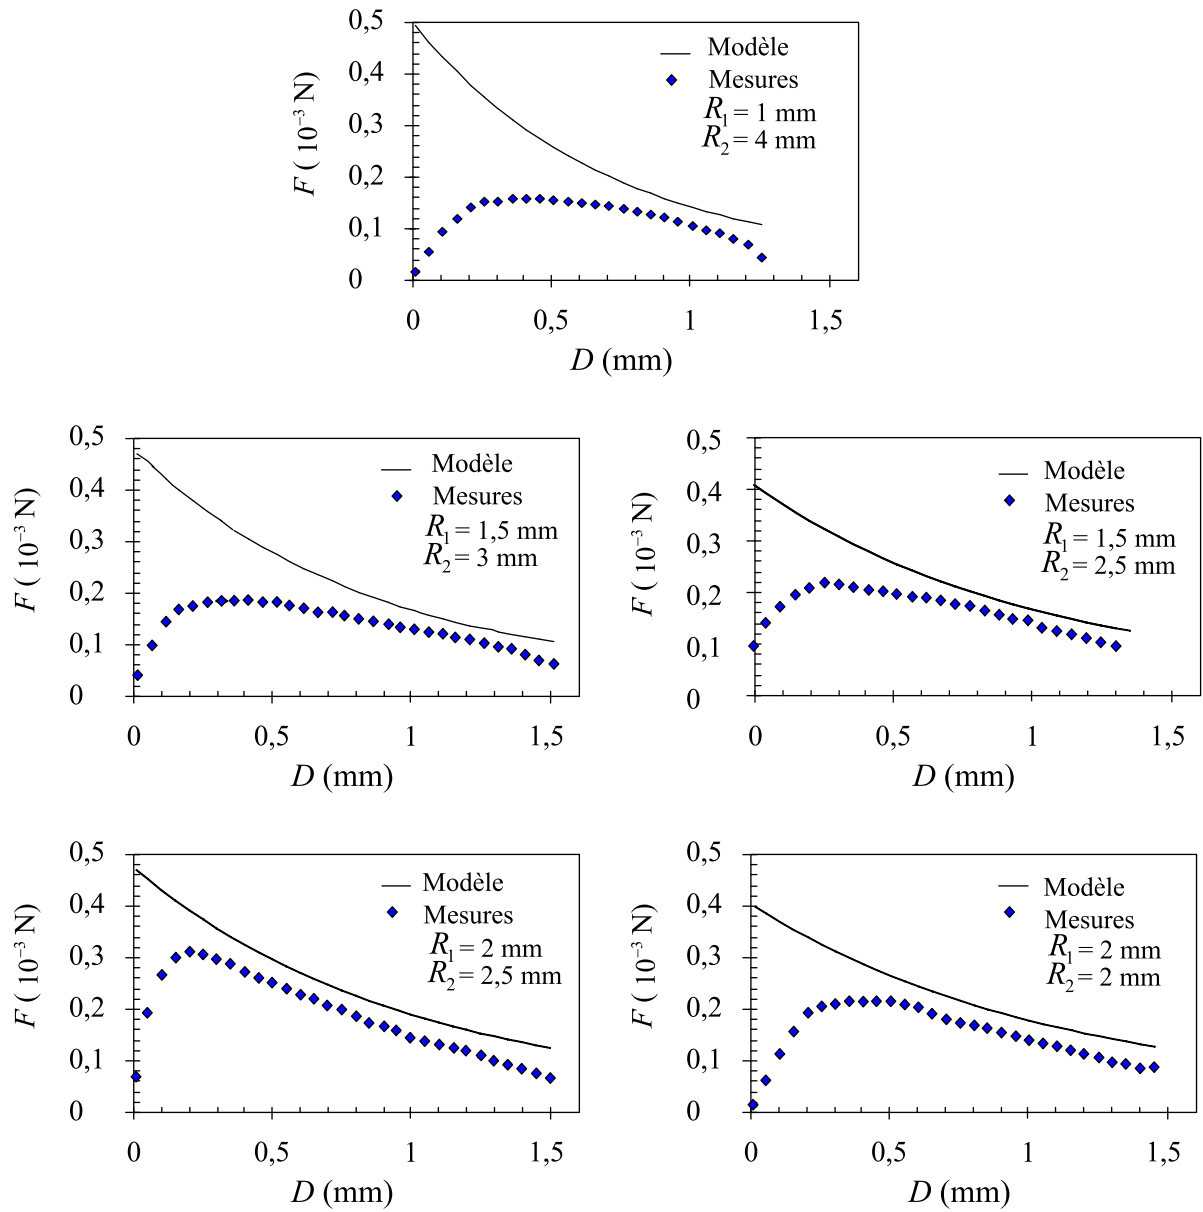 0,5
0,4
0,3
0,2
0,1
0
F ( 10⁻³ N)
Modèle
Mesures
R₁ = 1 mm
R₂ = 4 mm
0 0,5 1 1,5
D (mm)
0,5
0,4
0,3
0,2
0,1
0
F ( 10⁻³ N)
Modèle
Mesures
R₁ = 1,5 mm
R₂ = 3 mm
0 0,5 1 1,5
D (mm)
0,5
0,4
0,3
0,2
0,1
0
F ( 10⁻³ N)
Modèle
Mesures
R₁ = 1,5 mm
R₂ = 2,5 mm
0 0,5 1 1,5
D (mm)
0,5
0,4
0,3
0,2
0,1
0
F ( 10⁻³ N)
Modèle
Mesures
R₁ = 2 mm
R₂ = 2,5 mm
0 0,5 1 1,5
D (mm)
0,5
0,4
0,3
0,2
0,1
0
F ( 10⁻³ N)
Modèle
Mesures
R₁ = 2 mm
R₂ = 2 mm
0 0,5 1 1,5
D (mm)